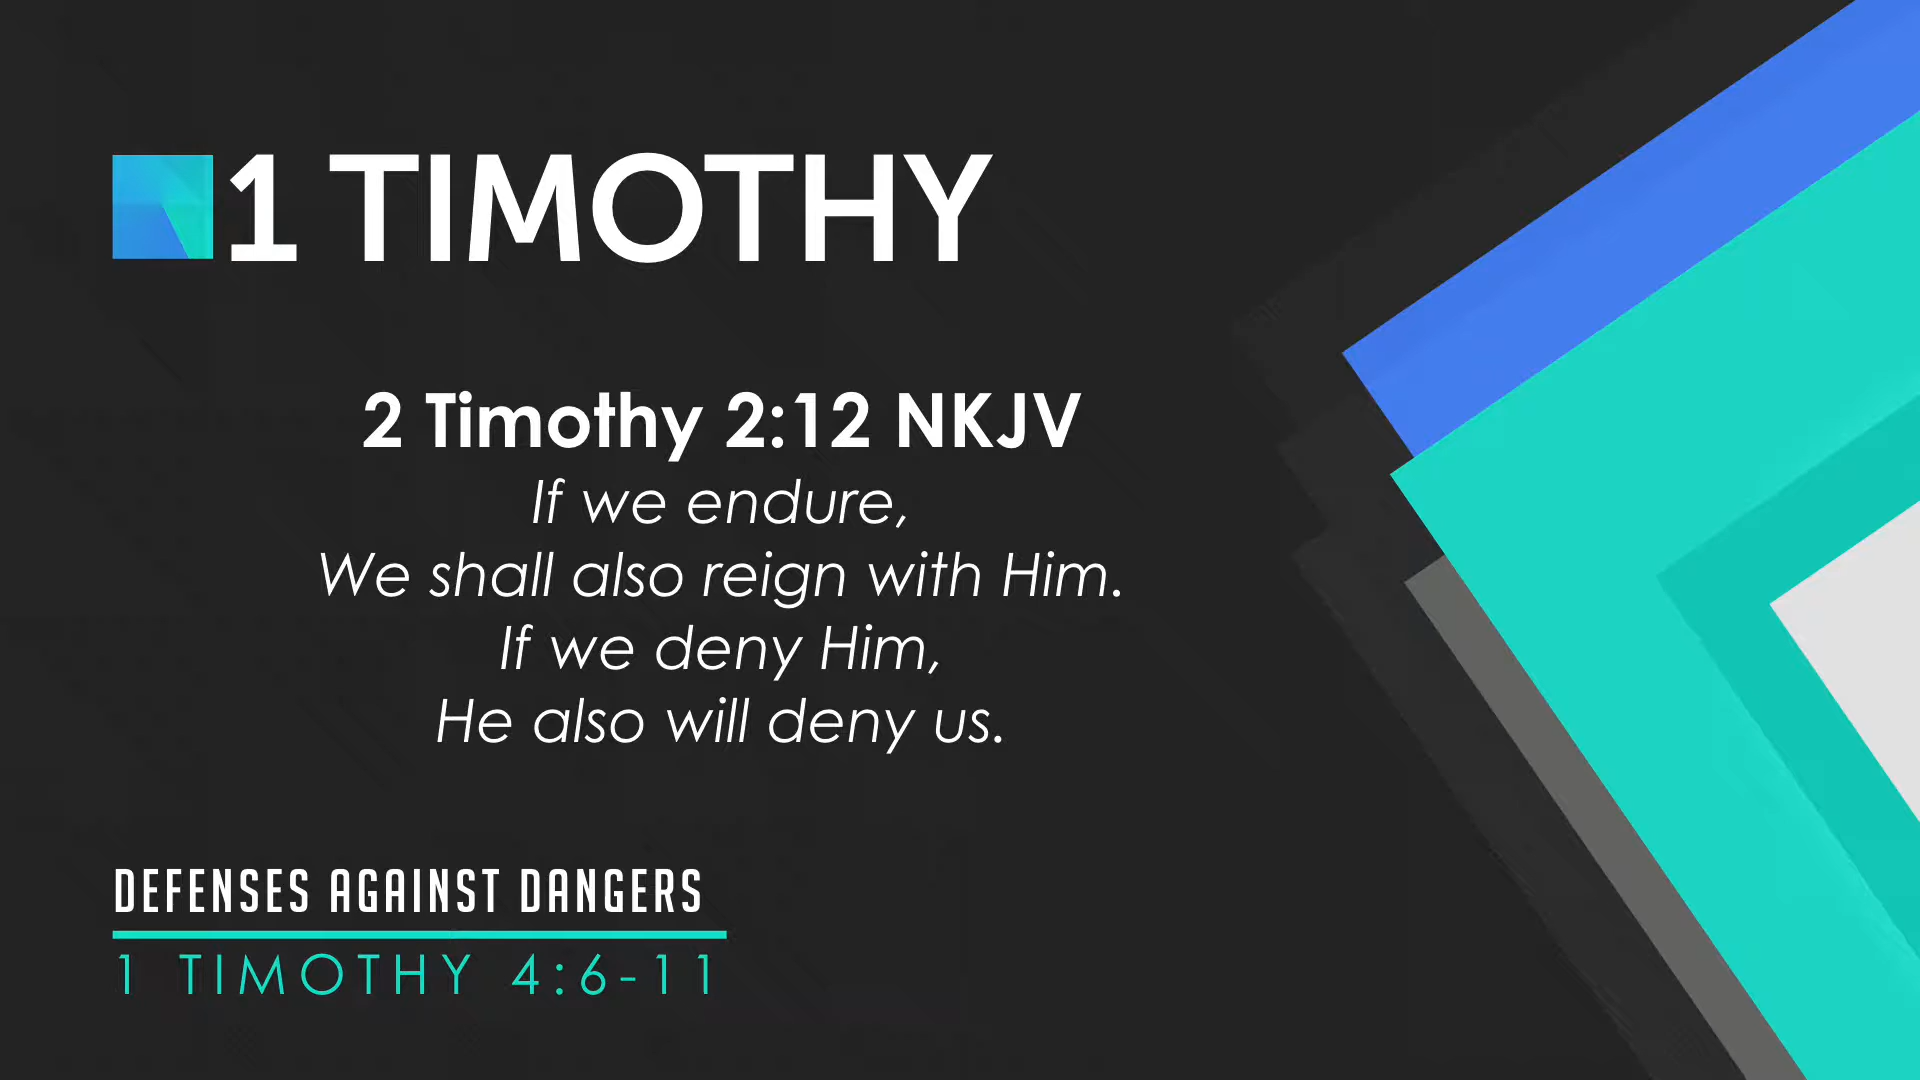 1 TIMOTHY
2 Timothy 2:12 NKJV
If we endure,
We shall also reign with Him.
If we deny Him,
He also will deny us.
DEFENSES AGAINST DANGERS
1 TIMOTHY 4:6-11